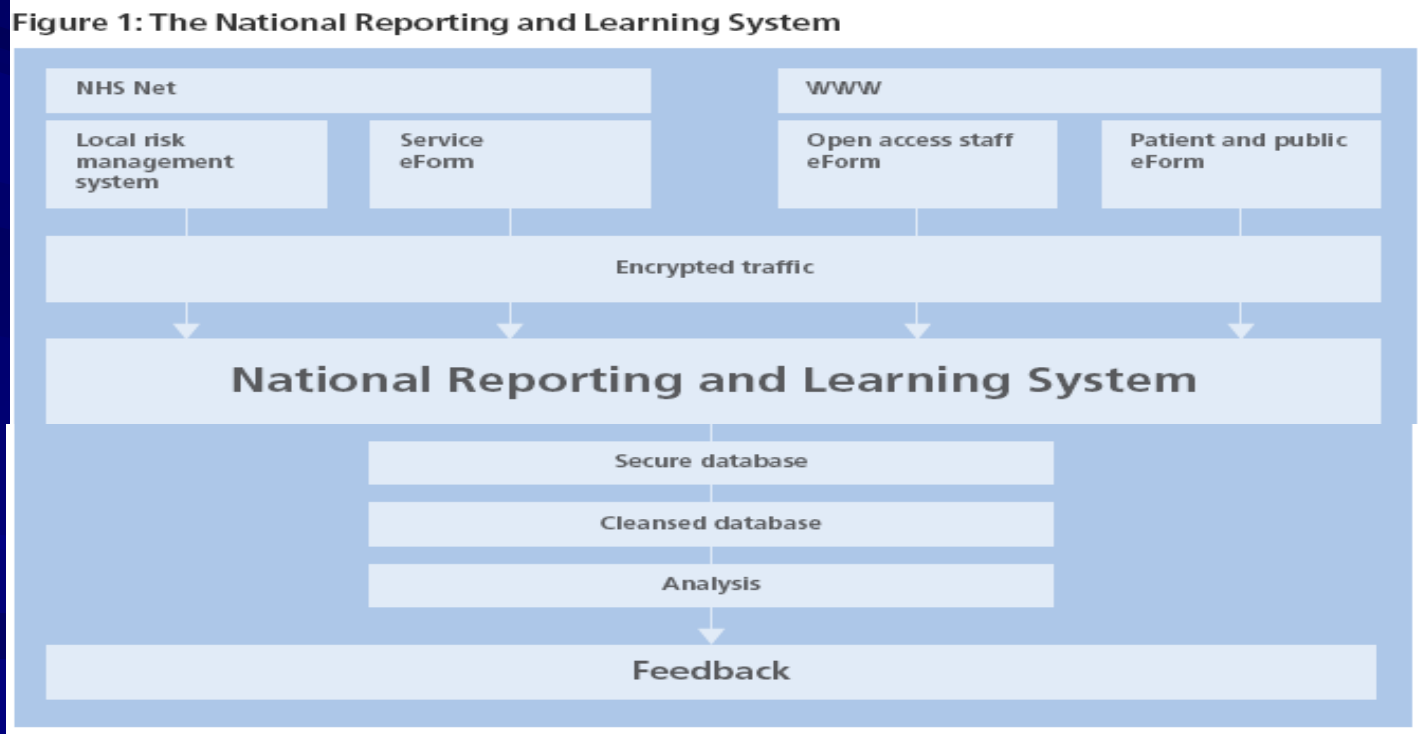 Figure 1: The National Reporting and Learning System
NHS Net
WWW
Local risk
management
system
Service
eForm
Open access staff
eForm
Patient and public
eForm
Encrypted traffic
National Reporting and Learning System
Secure database
Cleansed database
Analysis
Feedback